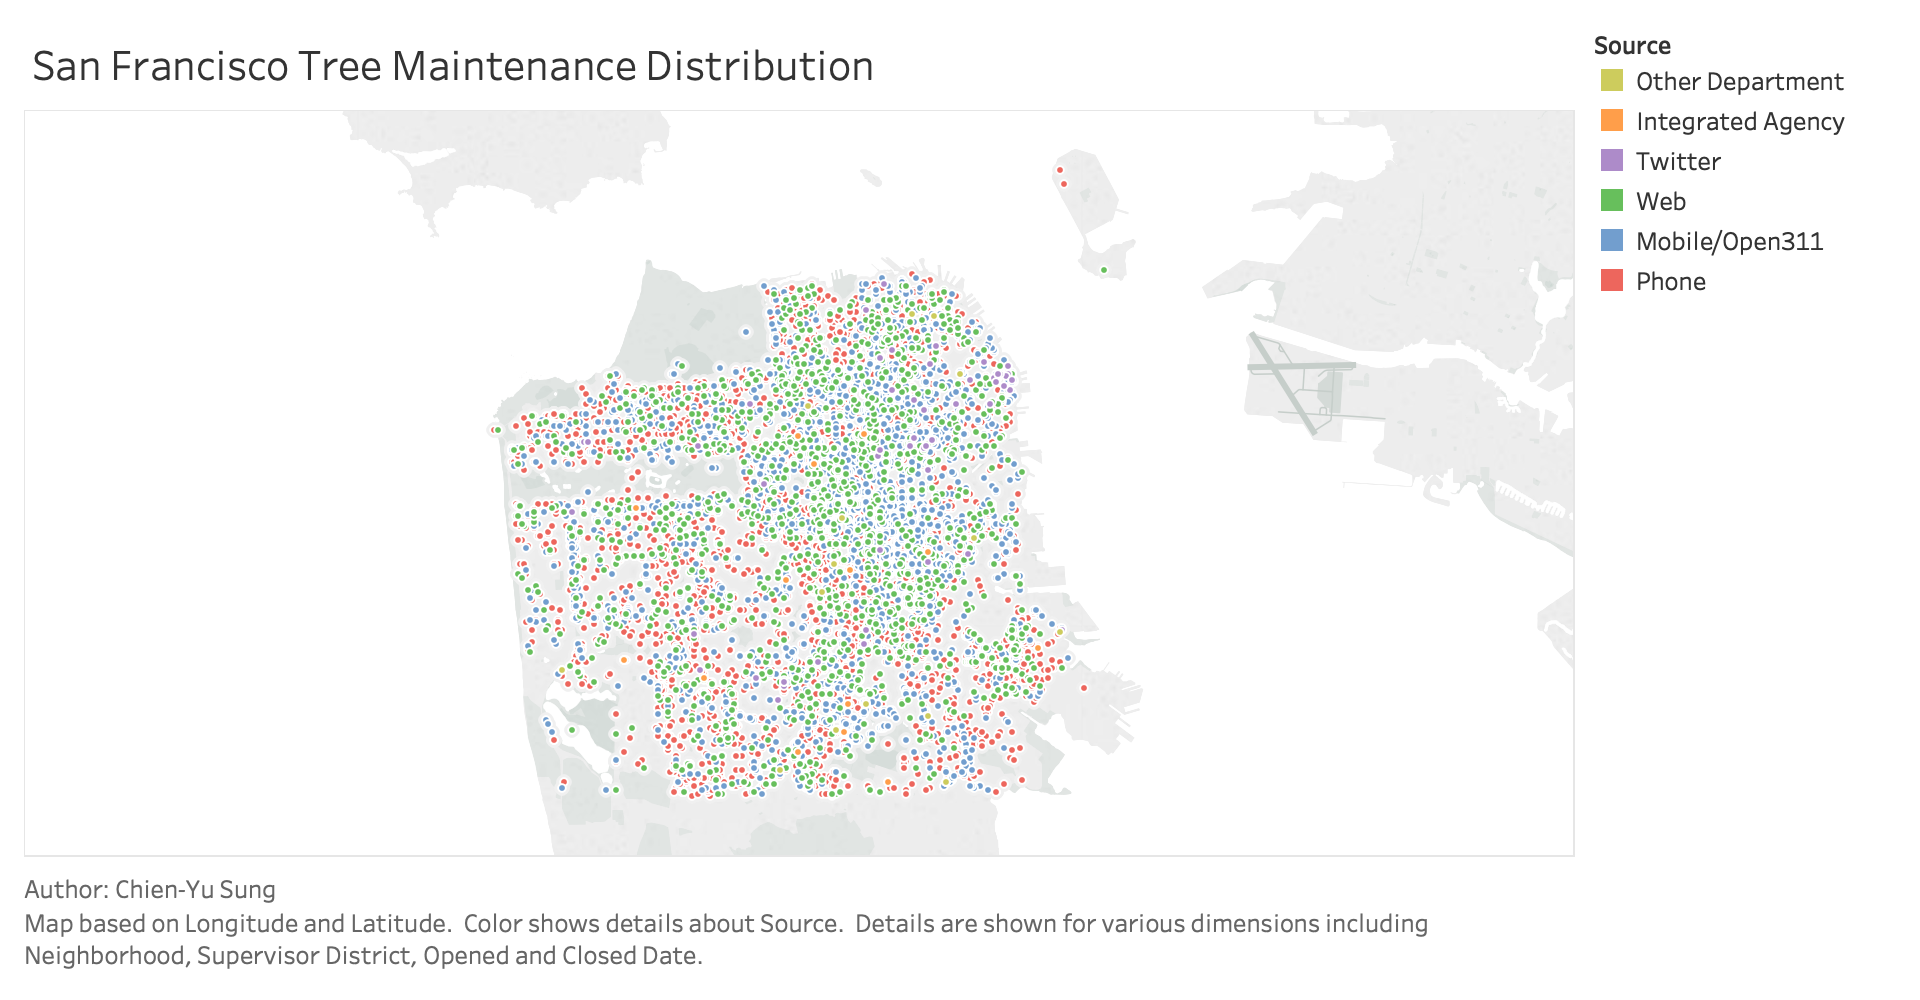 San Francisco Tree Maintenance Distribution
Source
Other Department
Integrated Agency
Twitter
Web
Mobile/Open311
Phone
Author: Chien-Yu Sung
Map based on Longitude and Latitude.  Color shows details about Source.  Details are shown for various dimensions including
Neighborhood, Supervisor District, Opened and Closed Date.